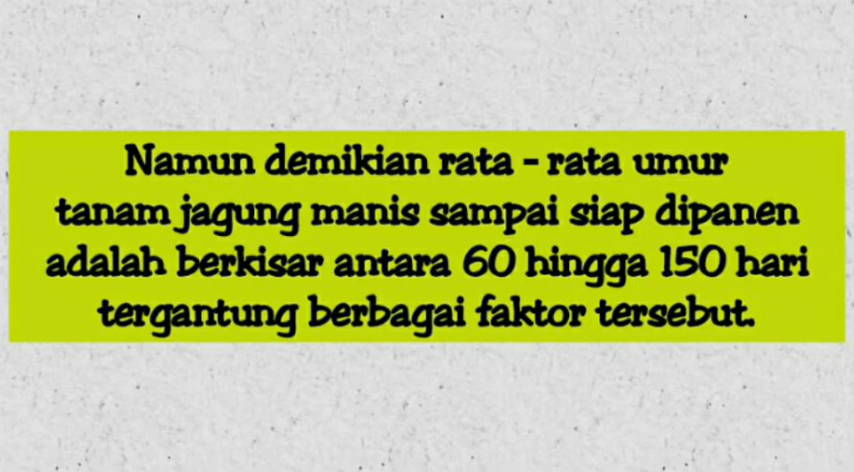 Namun demikian rata - rata umur
tanam jagung manis sampai siap dipanen
adalah berkisar antara 60 hingga 150 hari
tergantung berbagai faktor tersebut.